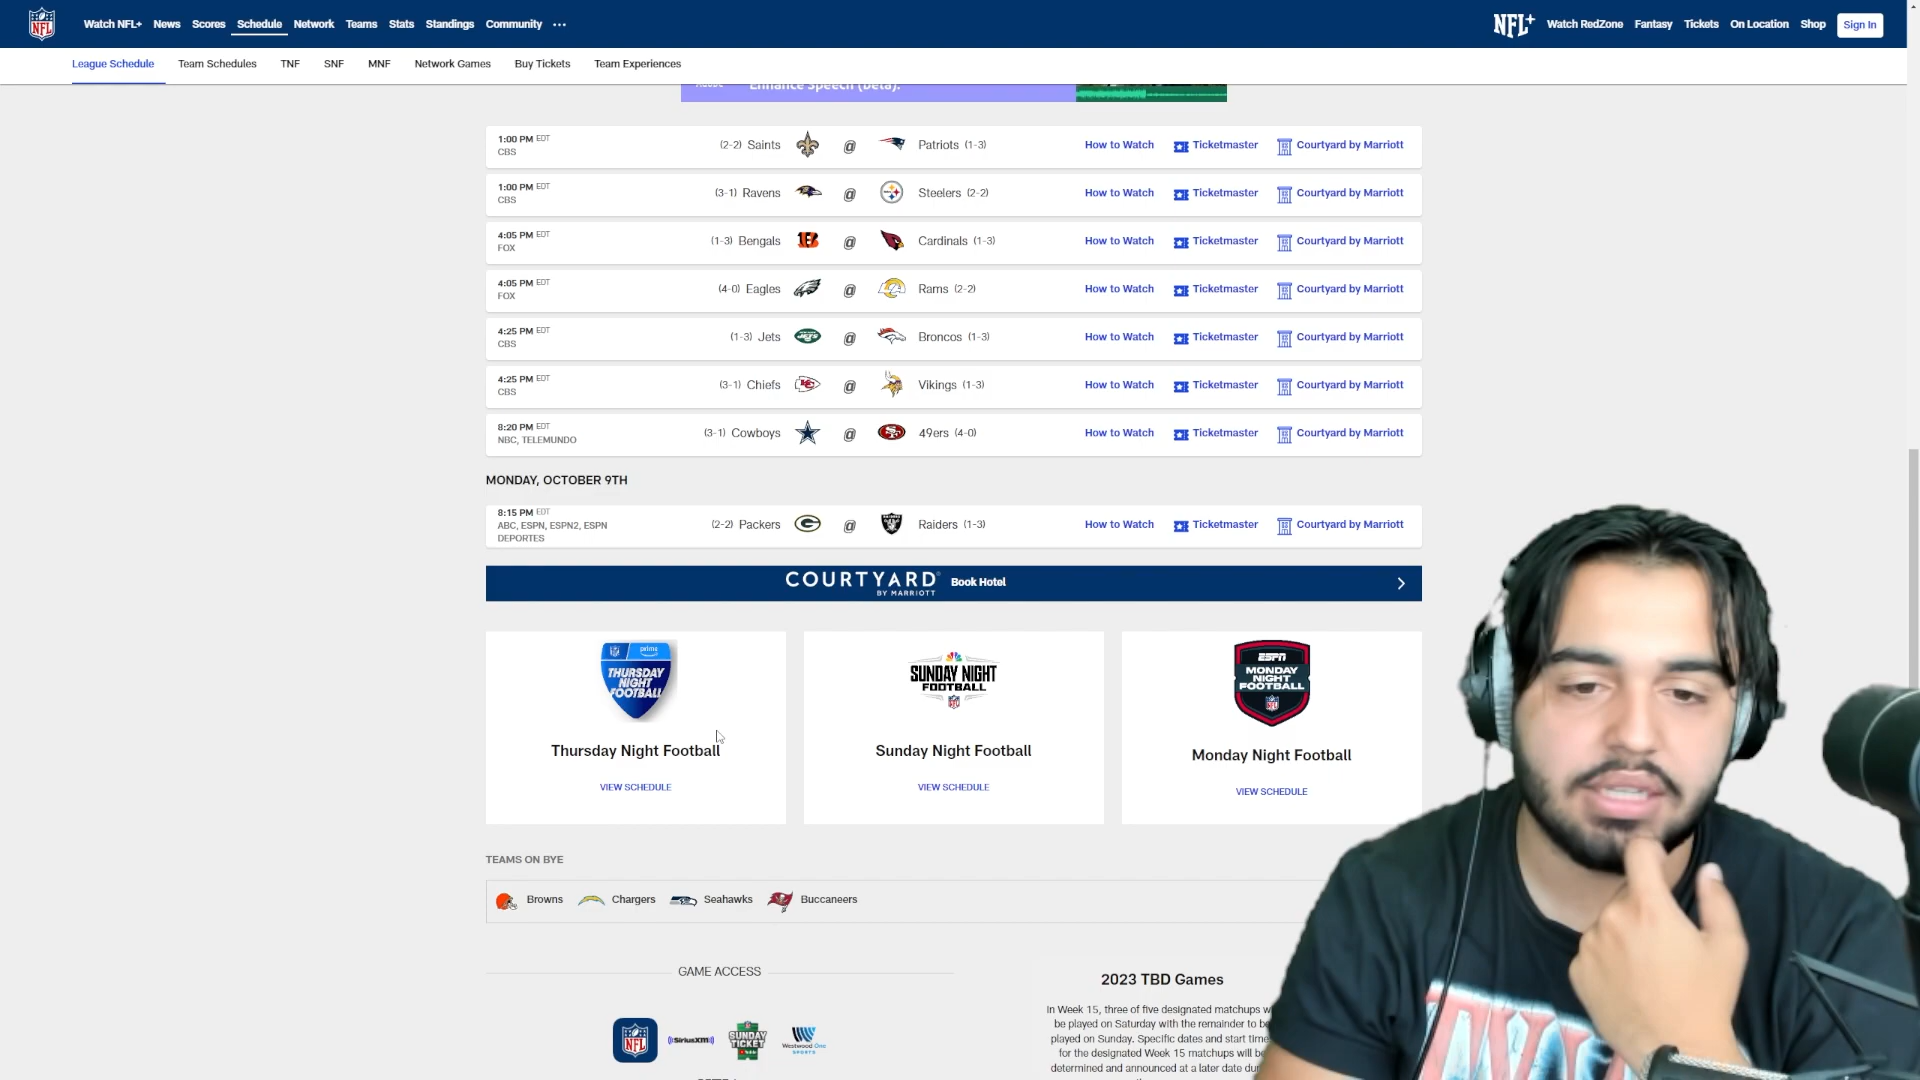 Watch NFL+ News Scores Schedule Network Teams Stats Standings Community ...
NFL+ Watch RedZone Fantasy Tickets On Location Shop Sign In
League Schedule Team Schedules TNF SNF MNF Network Games Buy Tickets Team Experiences
Enhance Speech (beta).
1:00 PM EDT
CBS
(2-2) Saints @ Patriots (1-3) How to Watch Ticketmaster Courtyard by Marriott
1:00 PM EDT
CBS
(3-1) Ravens @ Steelers (2-2) How to Watch Ticketmaster Courtyard by Marriott
4:05 PM EDT
FOX
(1-3) Bengals @ Cardinals (1-3) How to Watch Ticketmaster Courtyard by Marriott
4:05 PM EDT
FOX
(4-0) Eagles @ Rams (2-2) How to Watch Ticketmaster Courtyard by Marriott
4:25 PM EDT
CBS
(1-3) Jets @ Broncos (1-3) How to Watch Ticketmaster Courtyard by Marriott
4:25 PM EDT
CBS
(3-1) Chiefs @ Vikings (1-3) How to Watch Ticketmaster Courtyard by Marriott
8:20 PM EDT
NBC, TELEMUNDO
(3-1) Cowboys @ 49ers (4-0) How to Watch Ticketmaster Courtyard by Marriott
MONDAY, OCTOBER 9TH
8:15 PM EDT
ABC, ESPN, ESPN2, ESPN
DEPORTES
(2-2) Packers @ Raiders (1-3) How to Watch Ticketmaster Courtyard by Marriott
COURTYARD Book Hotel
BY MARRIOTT
prime
THURSDAY
NIGHT
FOOTBALL
Thursday Night Football
VIEW SCHEDULE
SUNDAY NIGHT
FOOTBALL
Sunday Night Football
VIEW SCHEDULE
ESPN
MONDAY
NIGHT
FOOTBALL
Monday Night Football
VIEW SCHEDULE
TEAMS ON BYE
Browns Chargers Seahawks Buccaneers
GAME ACCESS
NFL
SiriusXM
SUNDAY
TICKET
Westwood One
SPORTS
2023 TBD Games
In Week 15, three of five designated matchups w
be played on Saturday with the remainder to be
played on Sunday. Specific dates and start time
for the designated Week 15 matchups will be
determined and announced at a later date du